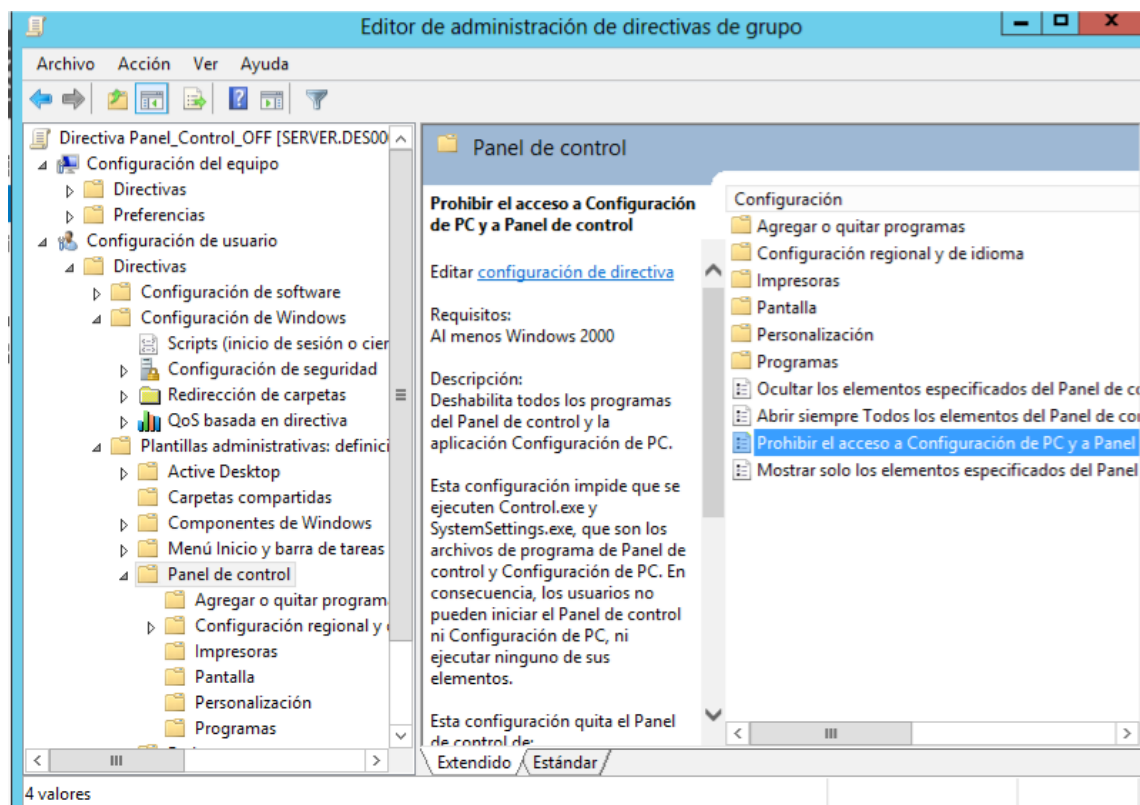 Editor de administración de directivas de grupo
Archivo Acción Ver Ayuda
Directiva Panel_Control_OFF [SERVER.DES00
Configuración del equipo
Directivas
Preferencias
Configuración de usuario
Directivas
Configuración de software
Configuración de Windows
Scripts (inicio de sesión o cier
Configuración de seguridad
Redirección de carpetas
QoS basada en directiva
Plantillas administrativas: definici
Active Desktop
Carpetas compartidas
Componentes de Windows
Menú Inicio y barra de tareas
Panel de control
Agregar o quitar program
Configuración regional y
Impresoras
Pantalla
Personalización
Programas
Panel de control
Prohibir el acceso a Configuración
de PC y a Panel de control
Editar configuración de directiva
Requisitos:
Al menos Windows 2000
Descripción:
Deshabilita todos los programas
del Panel de control y la
aplicación Configuración de PC.
Esta configuración impide que se
ejecuten Control.exe y
SystemSettings.exe, que son los
archivos de programa de Panel de
control y Configuración de PC. En
consecuencia, los usuarios no
pueden iniciar el Panel de control
ni Configuración de PC, ni
ejecutar ninguno de sus
elementos.
Esta configuración quita el Panel
de control de:
Configuración
Agregar o quitar programas
Configuración regional y de idioma
Impresoras
Pantalla
Personalización
Programas
Ocultar los elementos especificados del Panel de co
Abrir siempre Todos los elementos del Panel de con
Prohibir el acceso a Configuración de PC y a Panel
Mostrar solo los elementos especificados del Panel
Extendido Estándar
4 valores